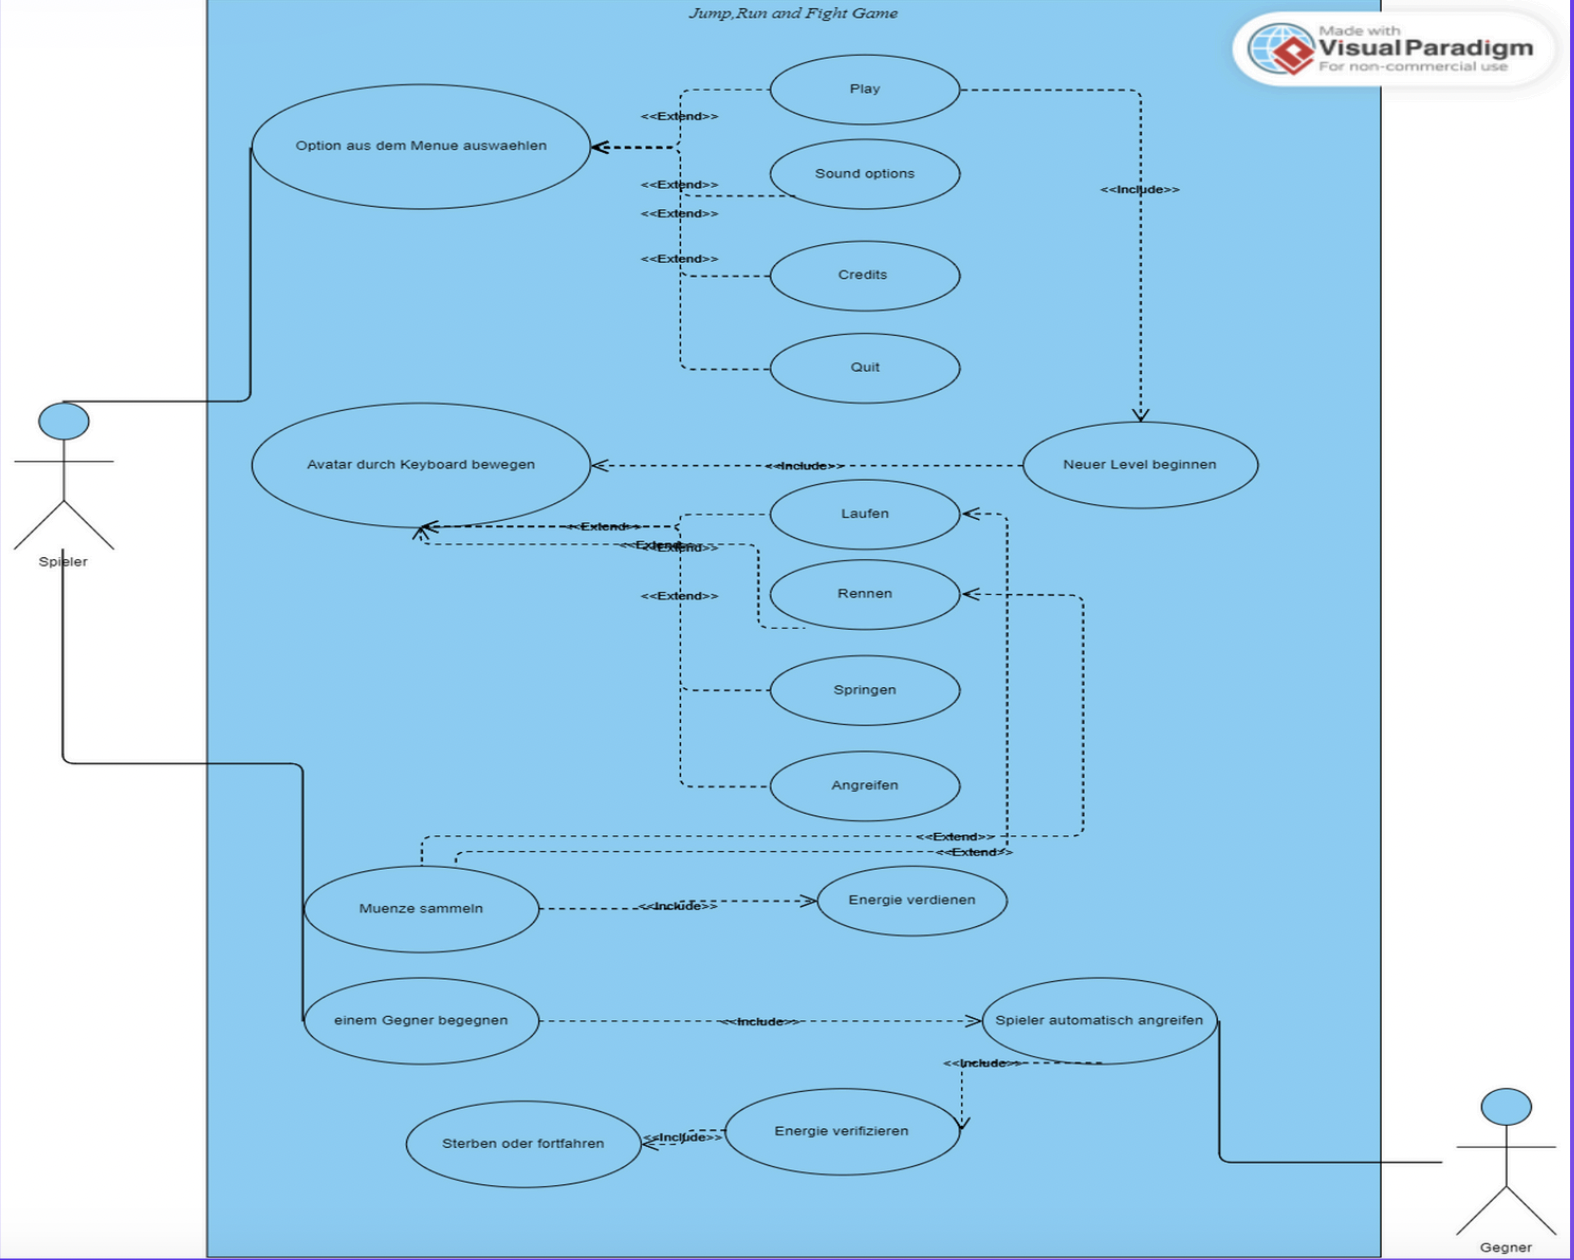 Jump,Run and Fight Game
Made with
Visual Paradigm
For non-commercial use
Play
<<Extend>>
Option aus dem Menue auswaehlen
Sound options
<<Extend>>
<<Include>>
<<Extend>>
<<Extend>>
Credits
Quit
Avatar durch Keyboard bewegen
<<Include>>
Neuer Level beginnen
Laufen
<<Extend>>
<<Extend>>
<<Extend>>
Rennen
<<Extend>>
Spieler
Springen
Angreifen
<<Extend>>
<<Extend>>
Muenze sammeln
<<Include>>
Energie verdienen
einem Gegner begegnen
<<Include>>
Spieler automatisch angreifen
<<Include>>
Energie verifizieren
<<Include>>
Sterben oder fortfahren
Gegner